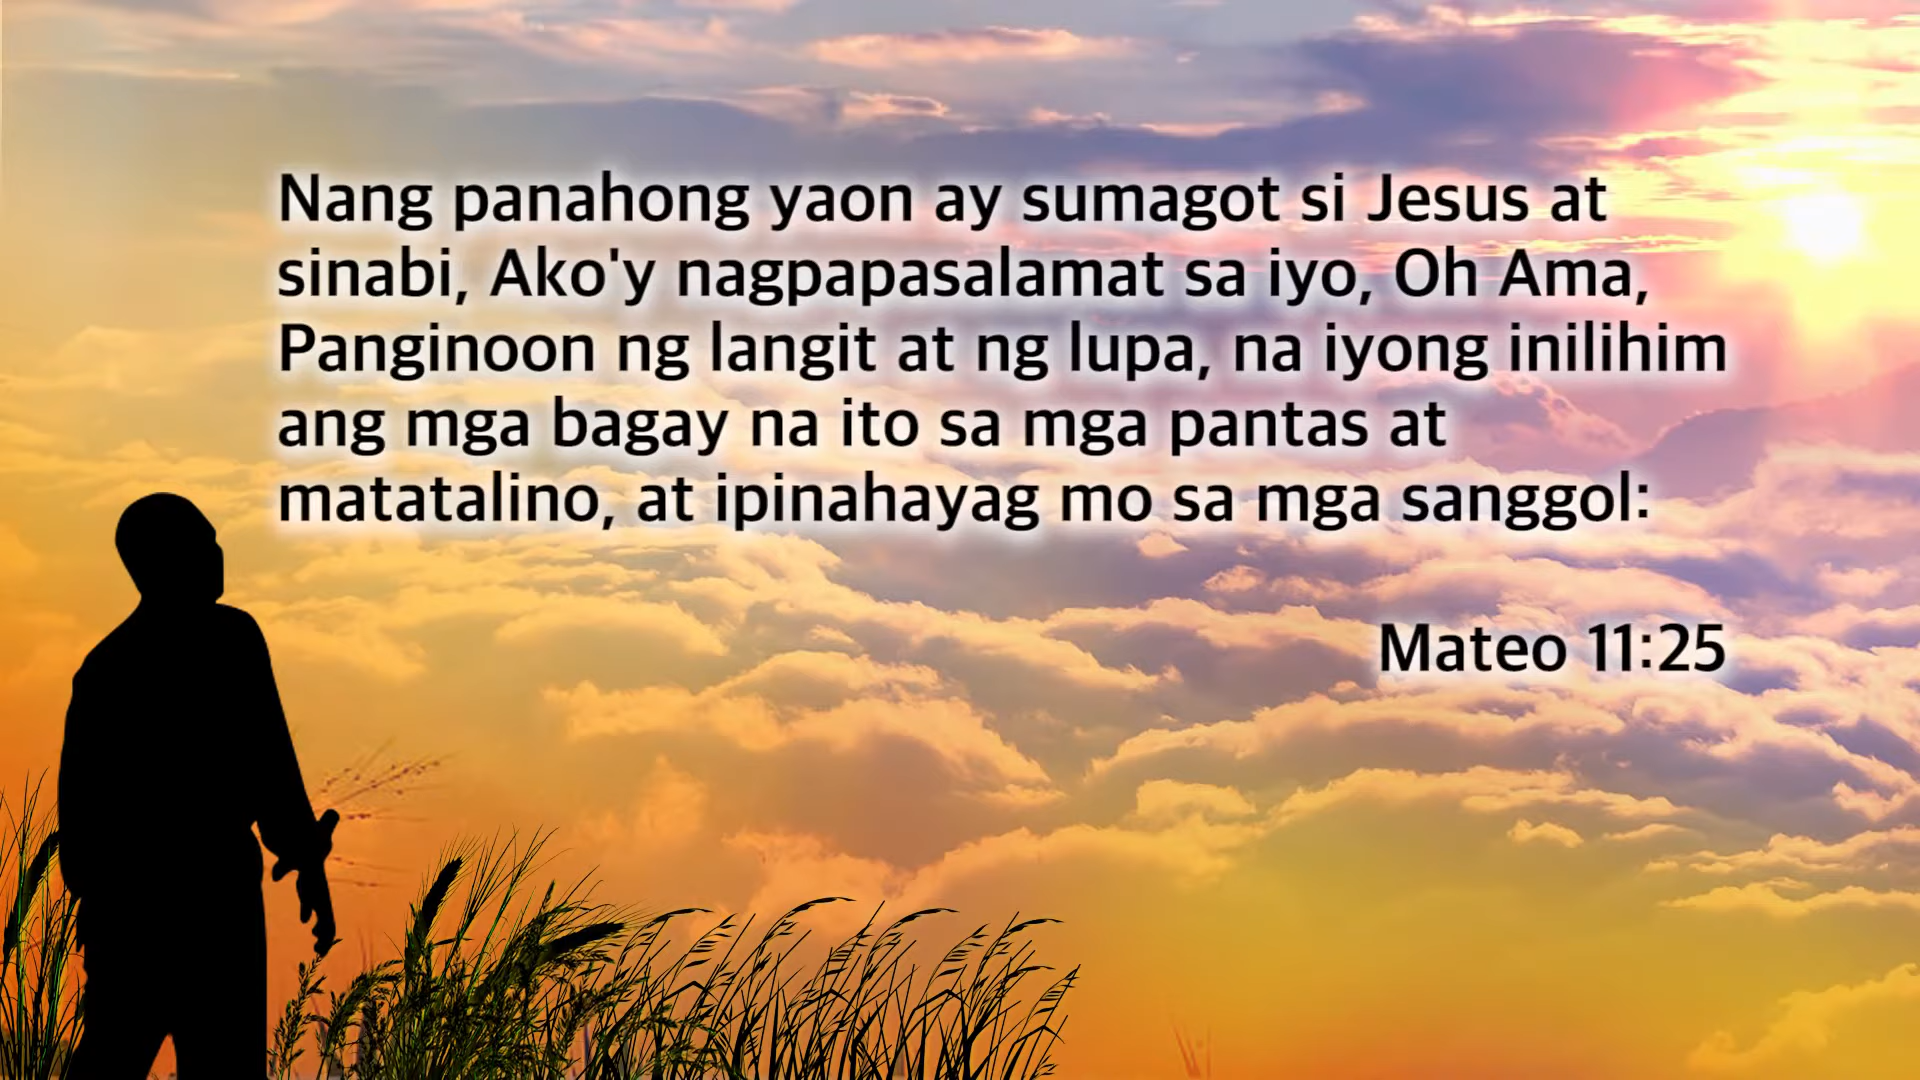 Nang panahong yaon ay sumagot si Jesus at
sinabi, Ako'y nagpapasalamat sa iyo, Oh Ama,
Panginoon ng langit at ng lupa, na iyong inilihim
ang mga bagay na ito sa mga pantas at
matatalino, at ipinahayag mo sa mga sanggol:
Mateo 11:25